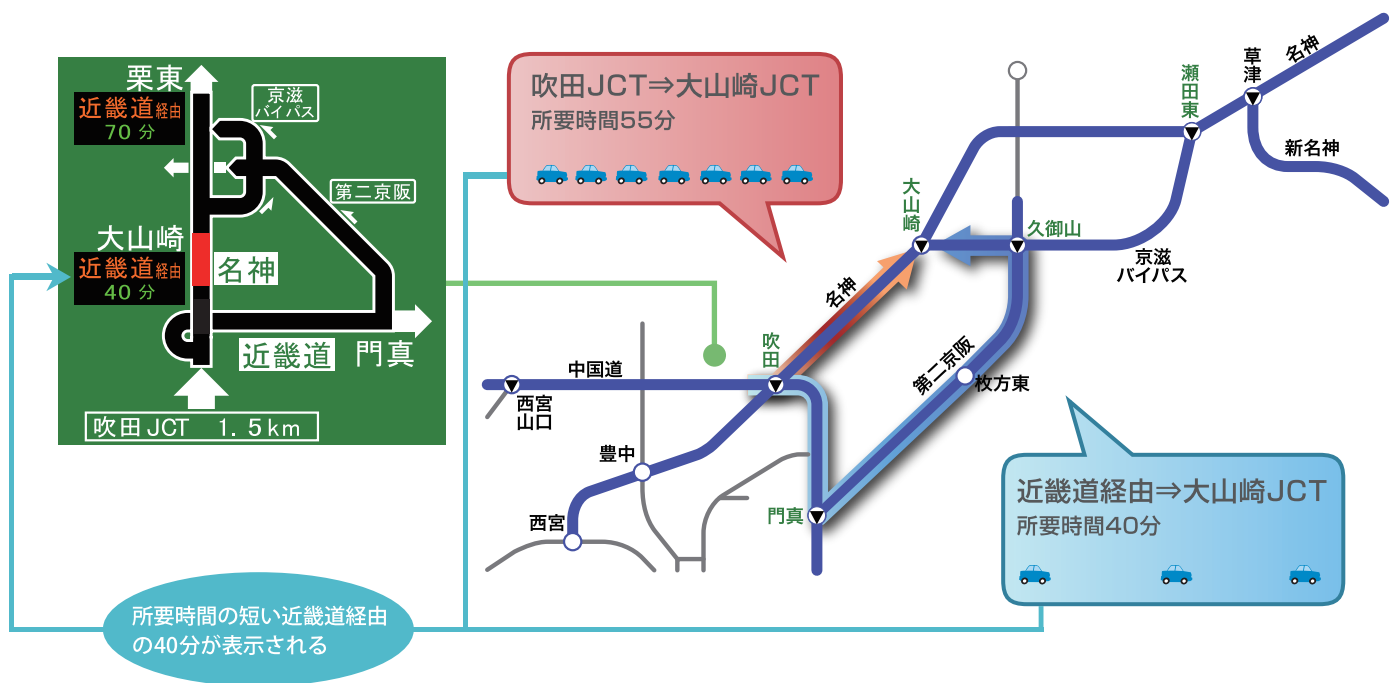 栗東
近畿道経由
70 分
京滋
バイパス
第二京阪
大山崎
近畿道経由
40 分
名神
近畿道
門真
吹田JCT 1.5km
吹田JCT⇒大山崎JCT
所要時間55分
名神
草津
瀬田東
新名神
大山崎
久御山
京滋
バイパス
名神
吹田
中国道
西宮
山口
第二京阪
枚方東
豊中
西宮
門真
近畿道経由⇒大山崎JCT
所要時間40分
所要時間の短い近畿道経由
の40分が表示される